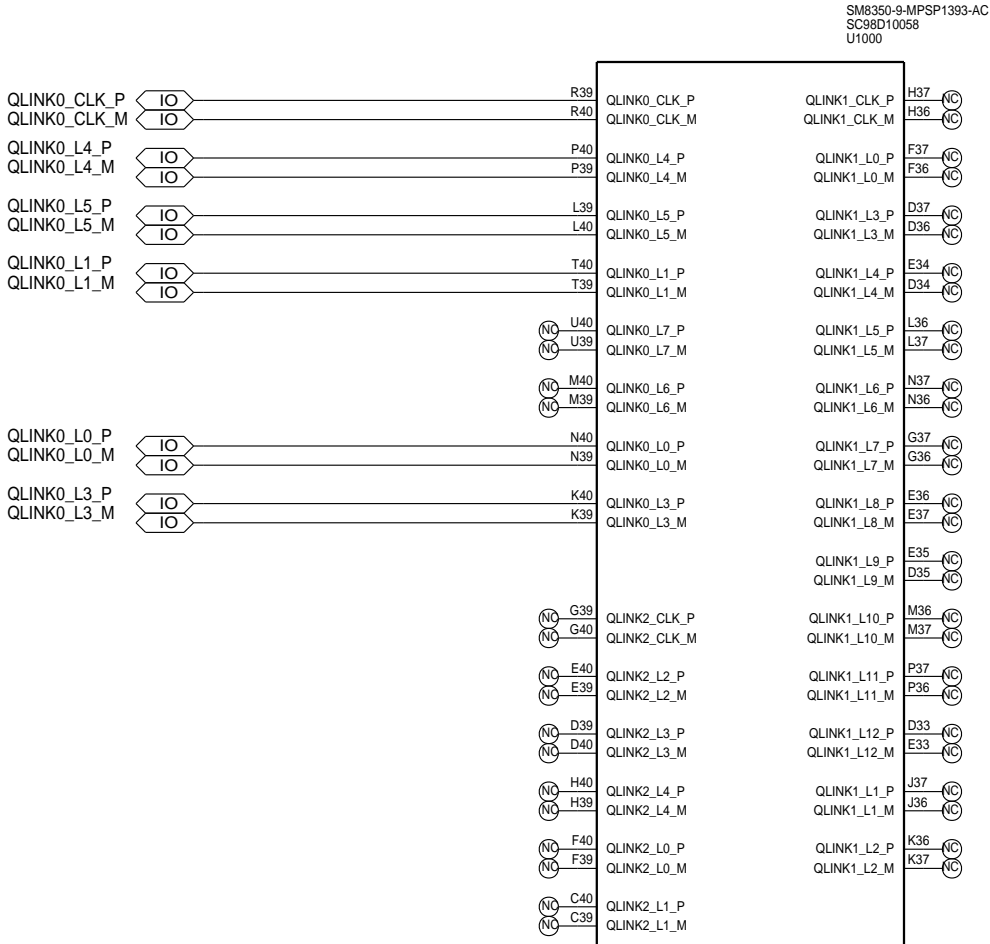 SM8350-9-MPSP1393-AC
SC98D10058
U1000
QLINK0_CLK_P IO R39 QLINK0_CLK_P QLINK1_CLK_P H37 NC
QLINK0_CLK_M IO R40 QLINK0_CLK_M QLINK1_CLK_M H36 NC
QLINK0_L4_P IO P40 QLINK0_L4_P QLINK1_L0_P F37 NC
QLINK0_L4_M IO P39 QLINK0_L4_M QLINK1_L0_M F36 NC
QLINK0_L5_P IO L39 QLINK0_L5_P QLINK1_L3_P D37 NC
QLINK0_L5_M IO L40 QLINK0_L5_M QLINK1_L3_M D36 NC
QLINK0_L1_P IO T40 QLINK0_L1_P QLINK1_L4_P E34 NC
QLINK0_L1_M IO T39 QLINK0_L1_M QLINK1_L4_M D34 NC
NC U40 QLINK0_L7_P QLINK1_L5_P L36 NC
NC U39 QLINK0_L7_M QLINK1_L5_M L37 NC
NC M40 QLINK0_L6_P QLINK1_L6_P N37 NC
NC M39 QLINK0_L6_M QLINK1_L6_M N36 NC
QLINK0_L0_P IO N40 QLINK0_L0_P QLINK1_L7_P G37 NC
QLINK0_L0_M IO N39 QLINK0_L0_M QLINK1_L7_M G36 NC
QLINK0_L3_P IO K40 QLINK0_L3_P QLINK1_L8_P E36 NC
QLINK0_L3_M IO K39 QLINK0_L3_M QLINK1_L8_M E37 NC
QLINK1_L9_P E35 NC
QLINK1_L9_M D35 NC
NC G39 QLINK2_CLK_P QLINK1_L10_P M36 NC
NC G40 QLINK2_CLK_M QLINK1_L10_M M37 NC
NC E40 QLINK2_L2_P QLINK1_L11_P P37 NC
NC E39 QLINK2_L2_M QLINK1_L11_M P36 NC
NC D39 QLINK2_L3_P QLINK1_L12_P D33 NC
NC D40 QLINK2_L3_M QLINK1_L12_M E33 NC
NC H40 QLINK2_L4_P QLINK1_L1_P J37 NC
NC H39 QLINK2_L4_M QLINK1_L1_M J36 NC
NC F40 QLINK2_L0_P QLINK1_L2_P K36 NC
NC F39 QLINK2_L0_M QLINK1_L2_M K37 NC
NC C40 QLINK2_L1_P
NC C39 QLINK2_L1_M